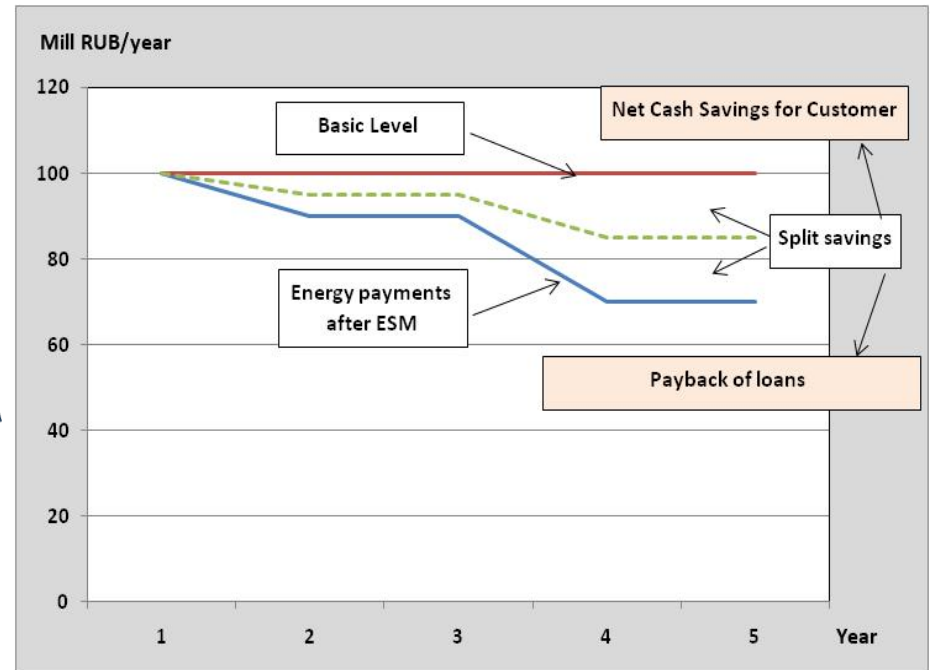 Mill RUB/year
120
100
80
60
40
20
0
Basic Level
Net Cash Savings for Customer
Split savings
Energy payments
after ESM
Payback of loans
1 2 3 4 5 Year